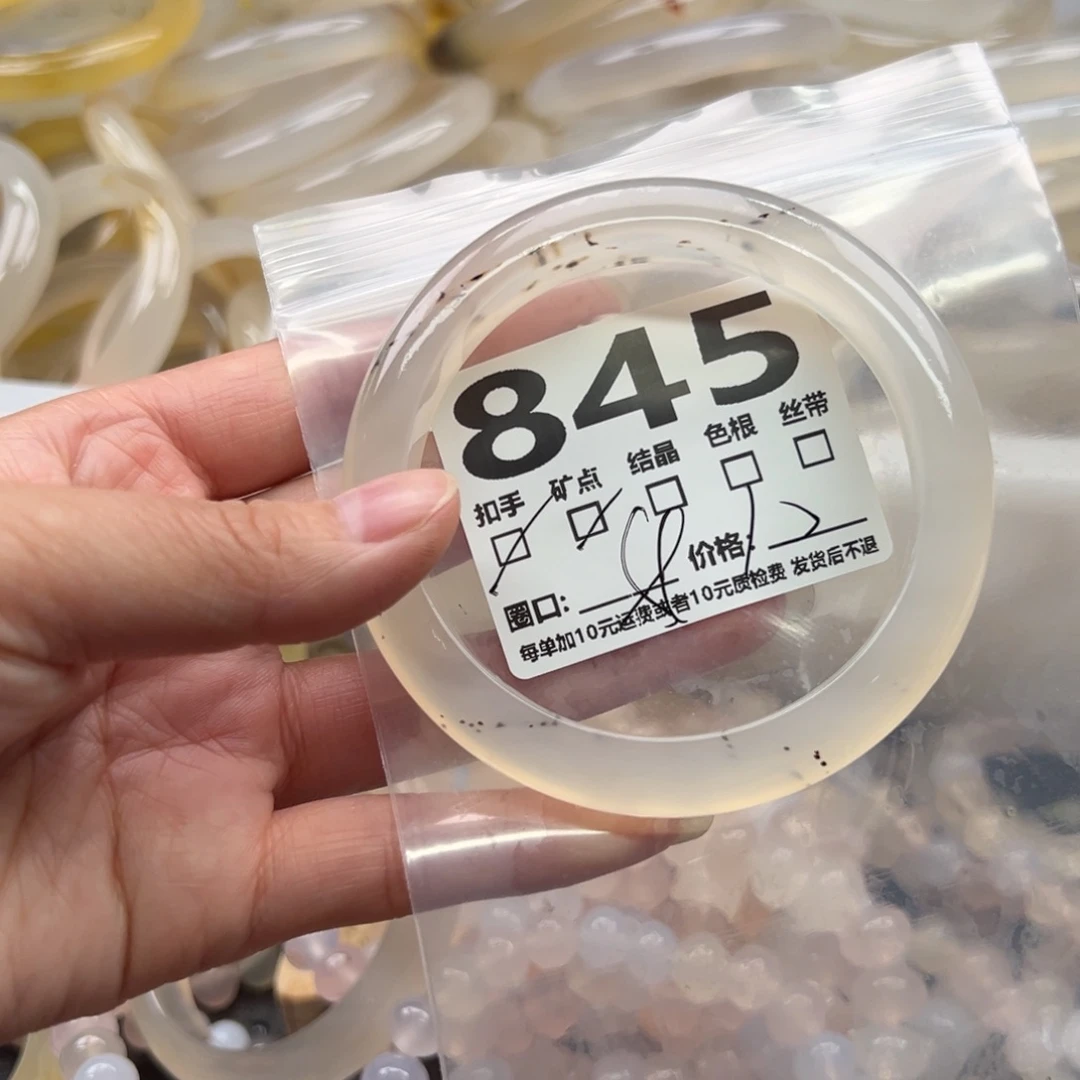 845
扣手 矿点 结晶 色根 丝带
圈口: 价格:
每单加10元运费或者10元质检费 发货后不退